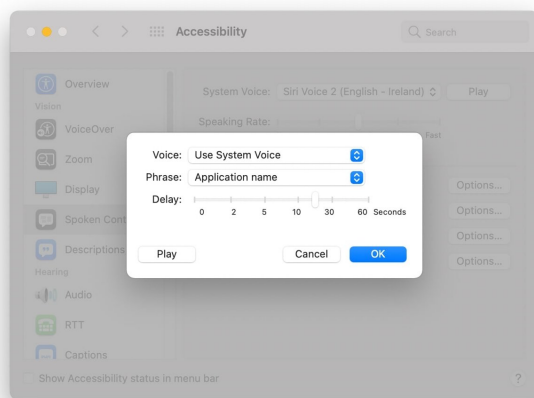 Accessibility
Search
Overview
Vision
VoiceOver
Zoom
Display
Spoken Cont
Descriptions
Hearing
Audio
RTT
Captions
Show Accessibility status in menu bar
?
System Voice: Siri Voice 2 (English - Ireland) Play
Speaking Rate:
Fast
Options...
Options...
Options...
Options...
Voice: Use System Voice
Phrase: Application name
Delay:
0 2 5 10 30 60 Seconds
Play Cancel OK